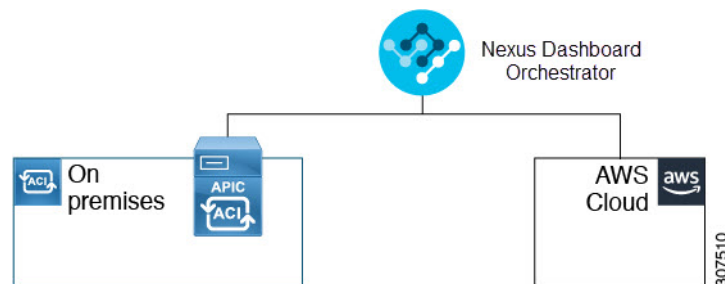 Nexus Dashboard
Orchestrator
ACI
On
premises
APIC
ACI
AWS
Cloud
aws
307510